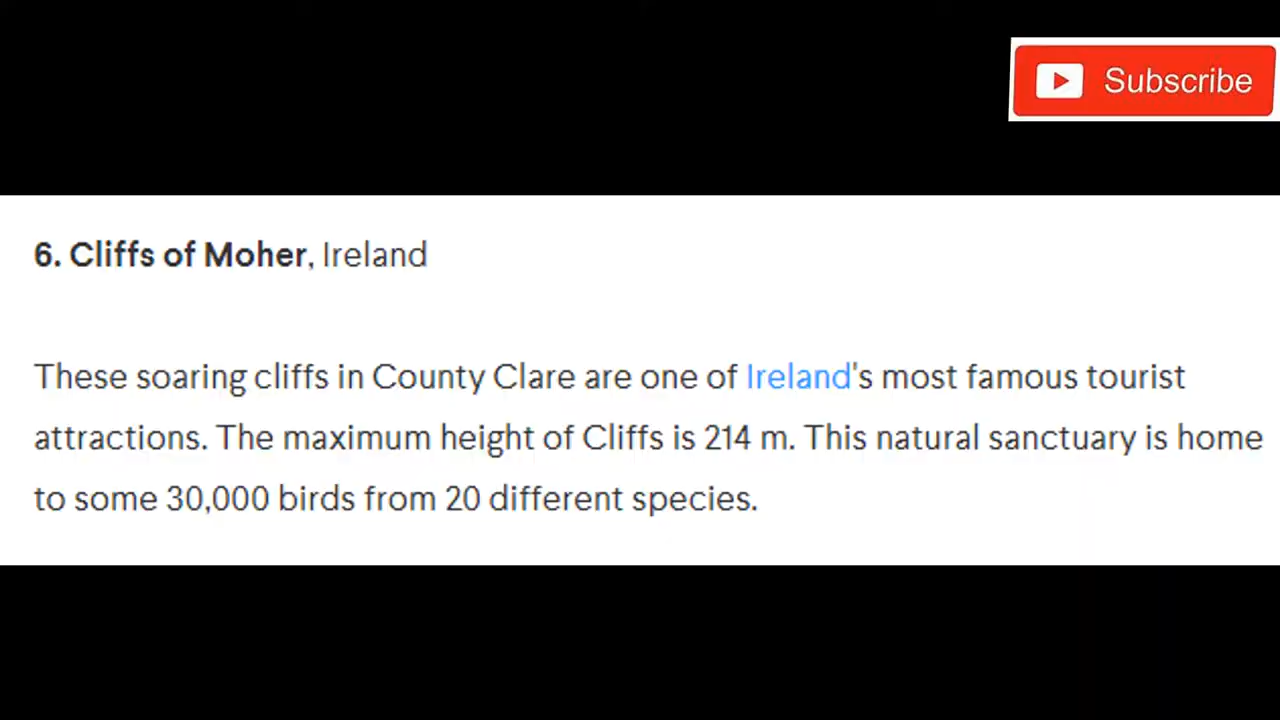 Subscribe
6. Cliffs of Moher, Ireland
These soaring cliffs in County Clare are one of Ireland's most famous tourist
attractions. The maximum height of Cliffs is 214 m. This natural sanctuary is home
to some 30,000 birds from 20 different species.